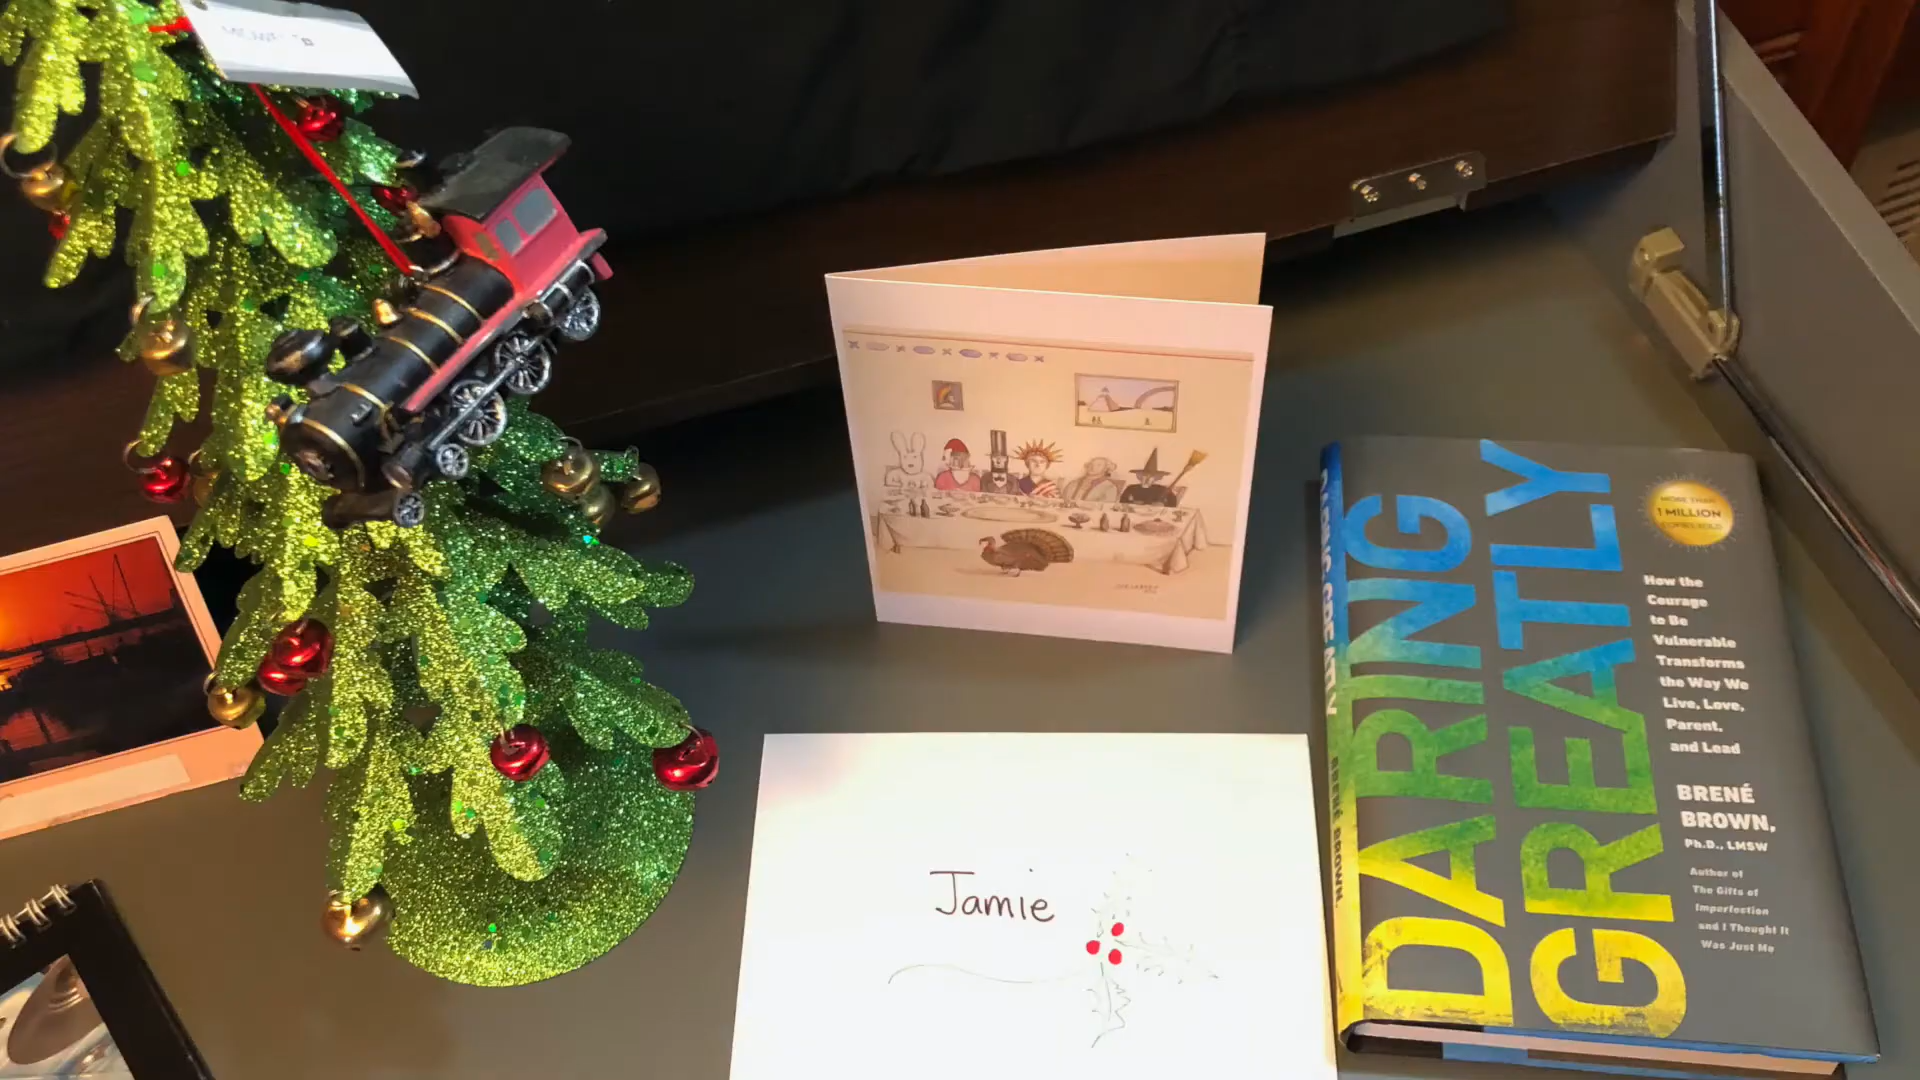 DARING
GREATLY
MORE THAN
1 MILLION
COPIES SOLD
How the
Courage
to Be
Vulnerable
Transforms
the Way We
Live, Love,
Parent,
and Lead
BRENÉ
BROWN,
Ph.D., LMSW
Author of
The Gifts of
Imperfection
and I Thought It
Was Just Me
DARING GREATLY BRENÉ BROWN,
Jamie